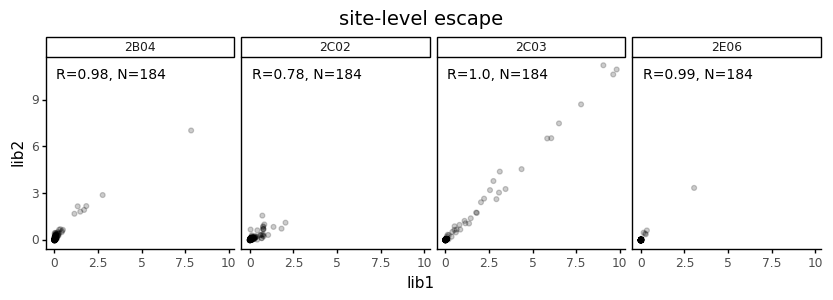 site-level escape
2B04 2C02 2C03 2E06
R=0.98, N=184 R=0.78, N=184 R=1.0, N=184 R=0.99, N=184
9
6
3
0
lib2
0 2.5 5 7.5 10 0 2.5 5 7.5 10 0 2.5 5 7.5 10 0 2.5 5 7.5 10
lib1